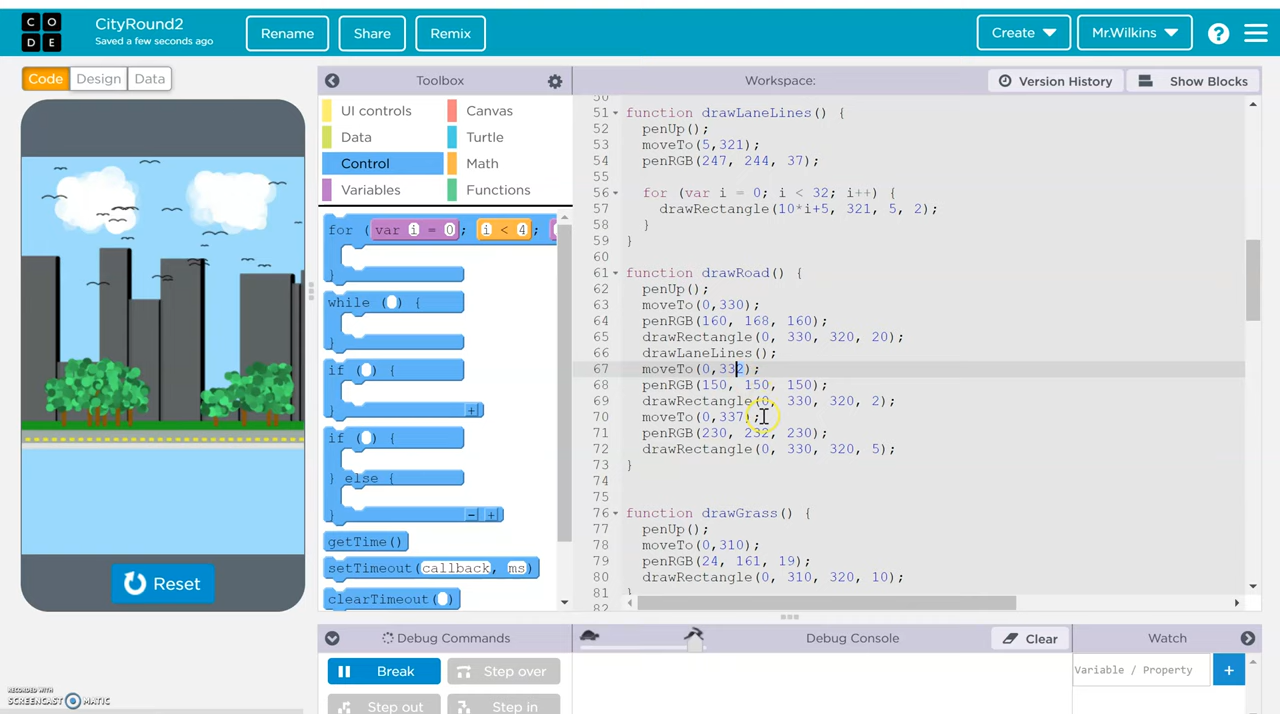 C O
D E
CityRound2
Saved a few seconds ago
Rename
Share
Remix
Create
Mr.Wilkins
?
Code
Design
Data
Toolbox
Workspace:
Version History
Show Blocks
UI controls
Canvas
Data
Turtle
Control
Math
Variables
Functions
for ( var i = 0 ; i < 4 ;
}
while ( ) {
}
if ( ) {
} +
if ( ) {
} else {
} - +
getTime()
setTimeout(callback, ms)
clearTimeout( )
Reset
50
51 function drawLaneLines() {
52 penUp();
53 moveTo(5,321);
54 penRGB(247, 244, 37);
56 for (var i = 0; i < 32; i++) {
57 drawRectangle(10*i+5, 321, 5, 2);
58 }
59 }
60
61 function drawRoad() {
62 penUp();
63 moveTo(0,330);
64 penRGB(160, 168, 160);
65 drawRectangle(0, 330, 320, 20);
66 drawLaneLines();
67 moveTo(0,332);
68 penRGB(150, 150, 150);
69 drawRectangle(0, 330, 320, 2);
70 moveTo(0,337);
71 penRGB(230, 232, 230);
72 drawRectangle(0, 330, 320, 5);
73 }
74
75
76 function drawGrass() {
77 penUp();
78 moveTo(0,310);
79 penRGB(24, 161, 19);
80 drawRectangle(0, 310, 320, 10);
81 }
82
Debug Commands
Debug Console
Clear
Watch
Break
Step over
Step out
Step in
Variable / Property
+
RECORDED WITH
SCREENCAST MATIC